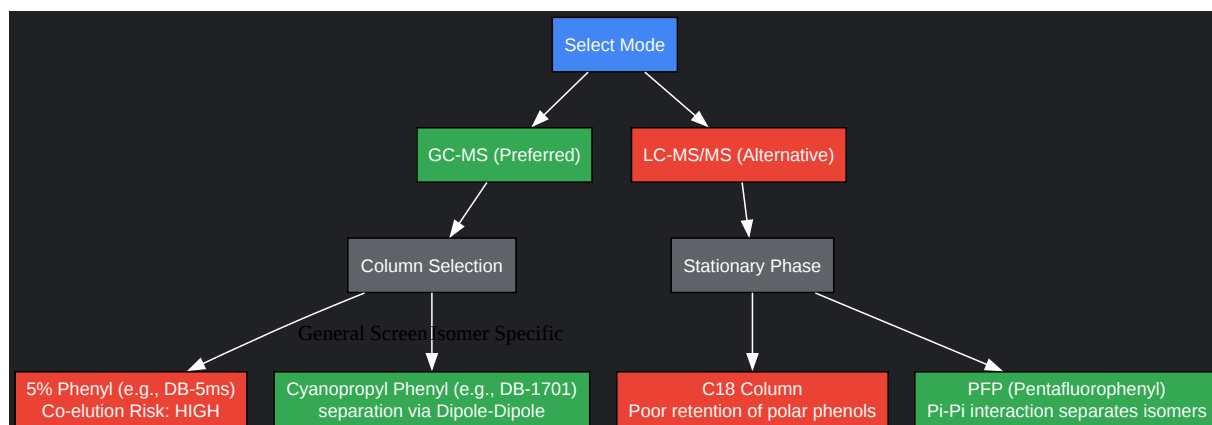 Select Mode
GC-MS (Preferred)
LC-MS/MS (Alternative)
Column Selection
Stationary Phase
General Screen
Isomer Specific
5% Phenyl (e.g., DB-5ms)
Co-elution Risk: HIGH
Cyanopropyl Phenyl (e.g., DB-1701)
separation via Dipole-Dipole
C18 Column
Poor retention of polar phenols
PFP (Pentafluorophenyl)
Pi-Pi interaction separates isomers